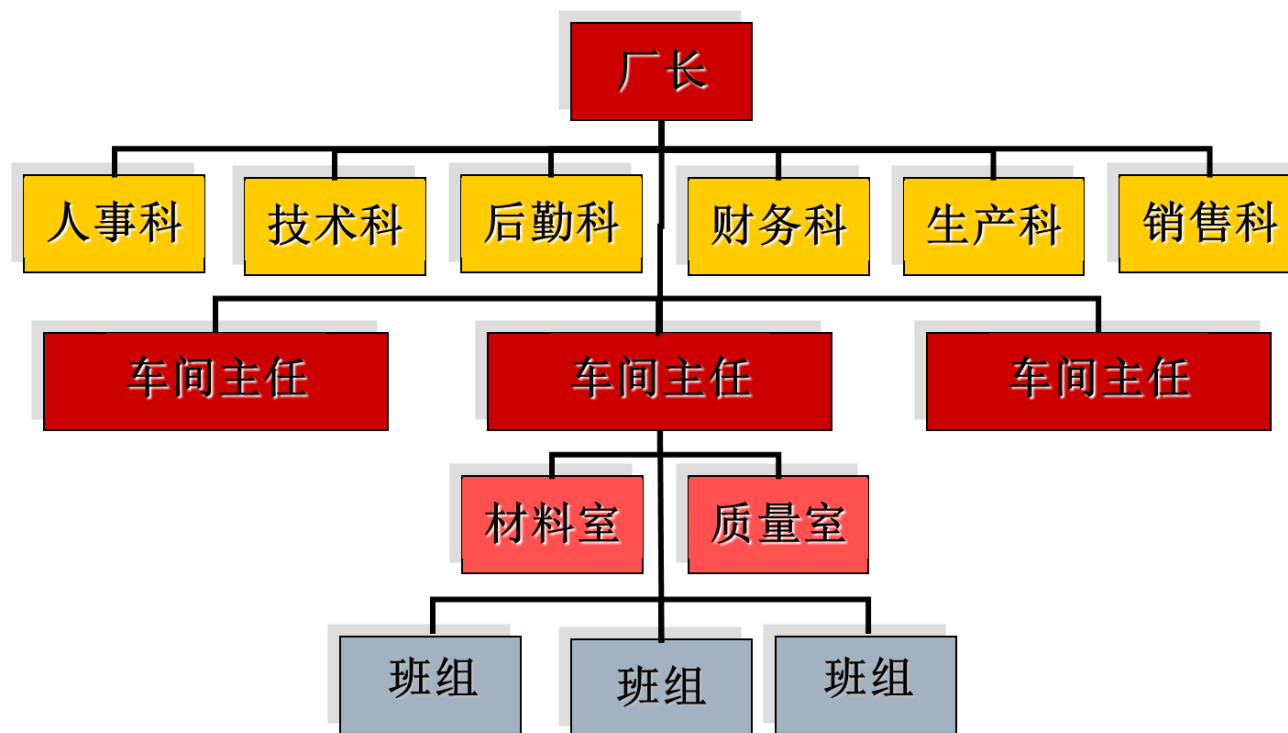 厂长
人事科
技术科
后勤科
财务科
生产科
销售科
车间主任
车间主任
车间主任
材料室
质量室
班组
班组
班组